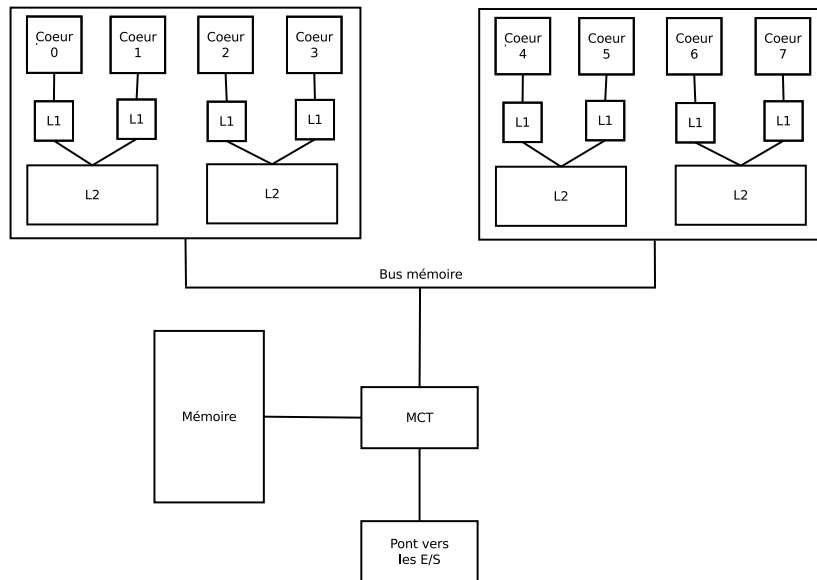 Coeur
0
Coeur
1
Coeur
2
Coeur
3
L1
L1
L1
L1
L2
L2
Coeur
4
Coeur
5
Coeur
6
Coeur
7
L1
L1
L1
L1
L2
L2
Bus mémoire
Mémoire
MCT
Pont vers
les E/S